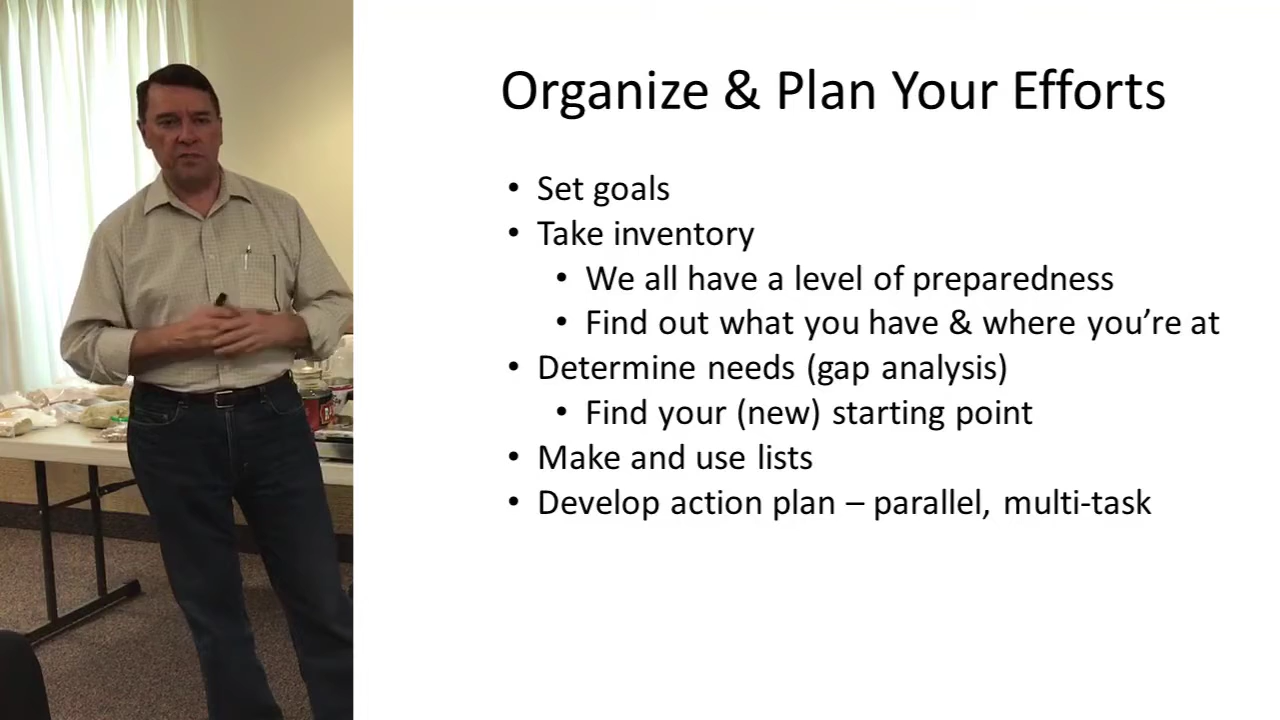 Organize & Plan Your Efforts
• Set goals
• Take inventory
• We all have a level of preparedness
• Find out what you have & where you’re at
• Determine needs (gap analysis)
• Find your (new) starting point
• Make and use lists
• Develop action plan – parallel, multi-task